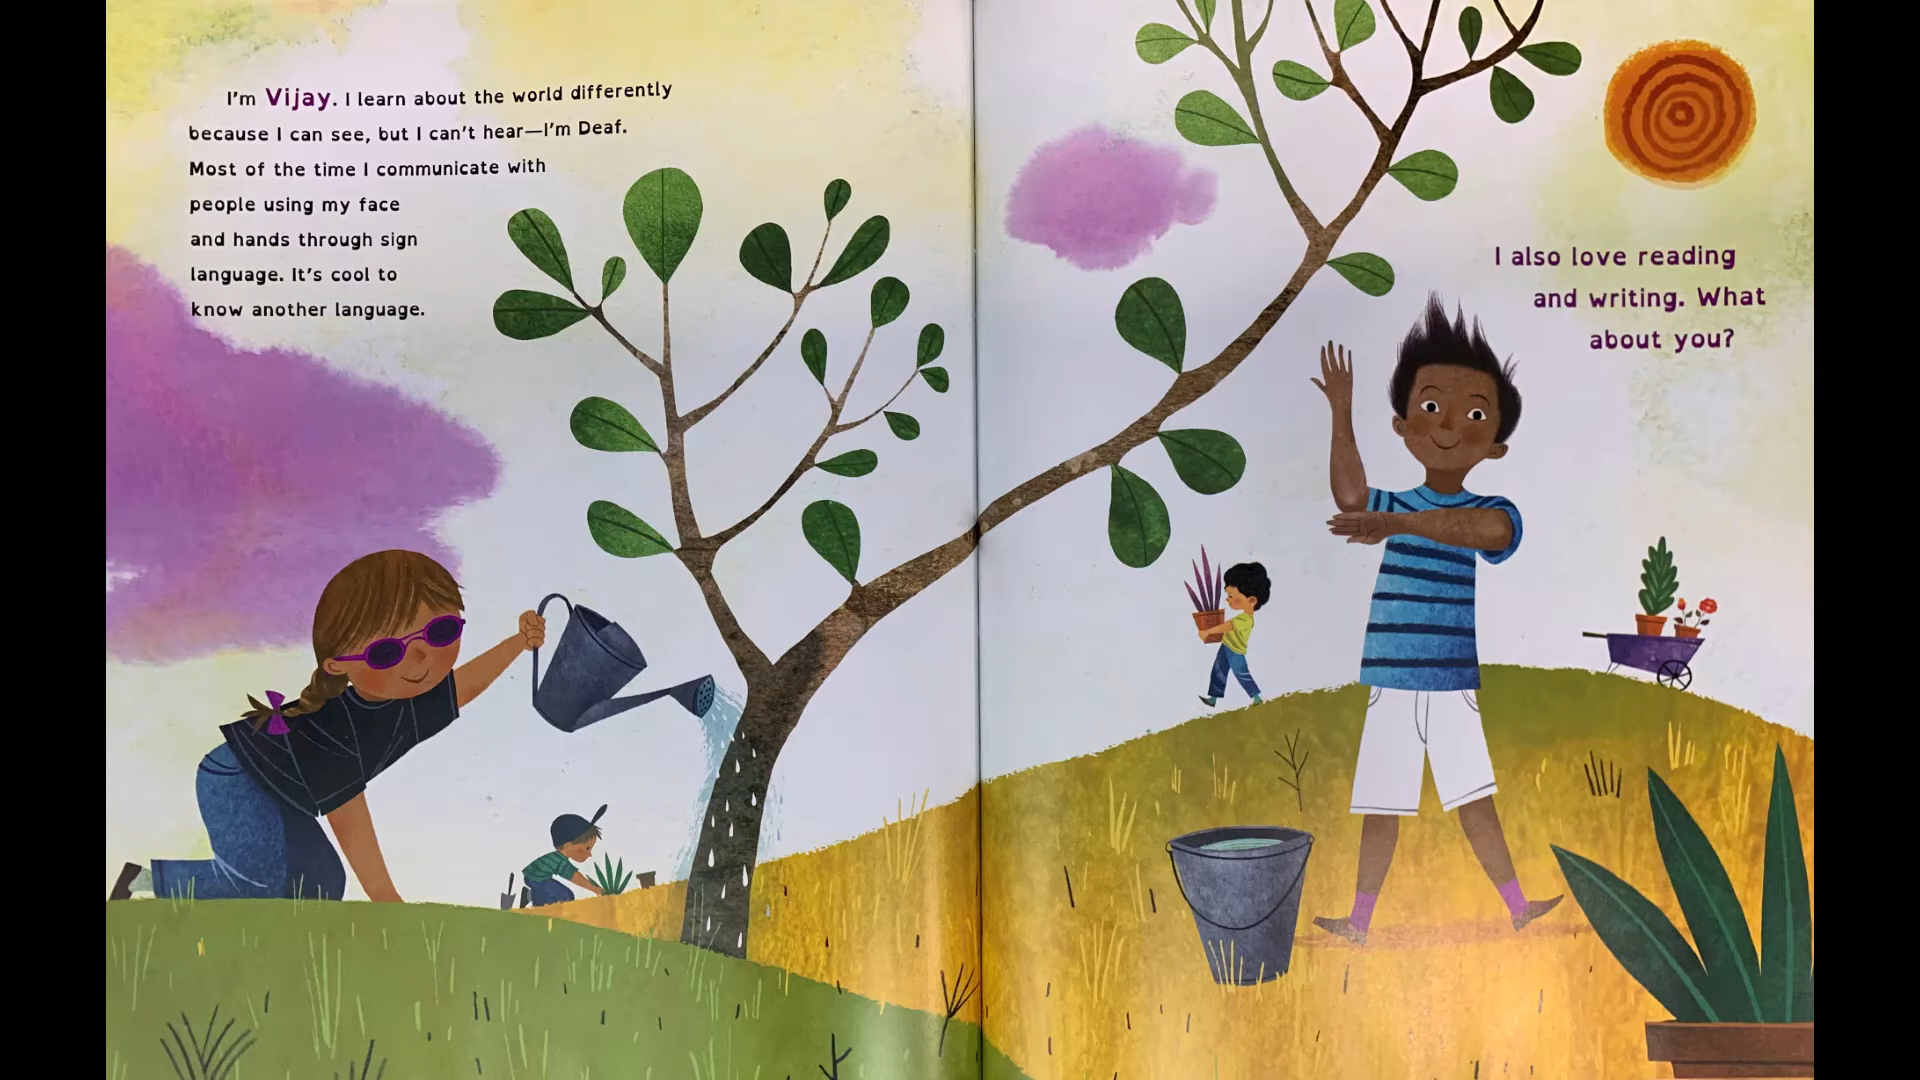 I'm Vijay. I learn about the world differently
because I can see, but I can't hear—I'm Deaf.
Most of the time I communicate with
people using my face
and hands through sign
language. It's cool to
know another language.
I also love reading
and writing. What
about you?